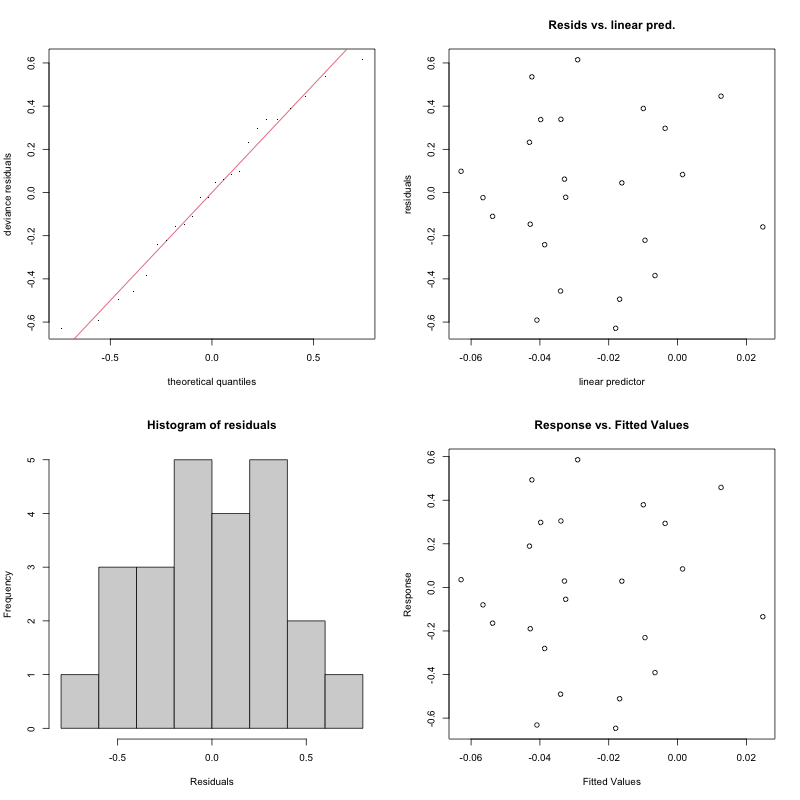 deviance residuals
0.6
0.4
0.2
0.0
-0.2
-0.4
-0.6
-0.5 0.0 0.5
theoretical quantiles
Resids vs. linear pred.
residuals
0.6
0.4
0.2
0.0
-0.2
-0.4
-0.6
-0.06 -0.04 -0.02 0.00 0.02
linear predictor
Histogram of residuals
Frequency
5
4
3
2
1
0
-0.5 0.0 0.5
Residuals
Response vs. Fitted Values
Response
0.6
0.4
0.2
0.0
-0.2
-0.4
-0.6
-0.06 -0.04 -0.02 0.00 0.02
Fitted Values